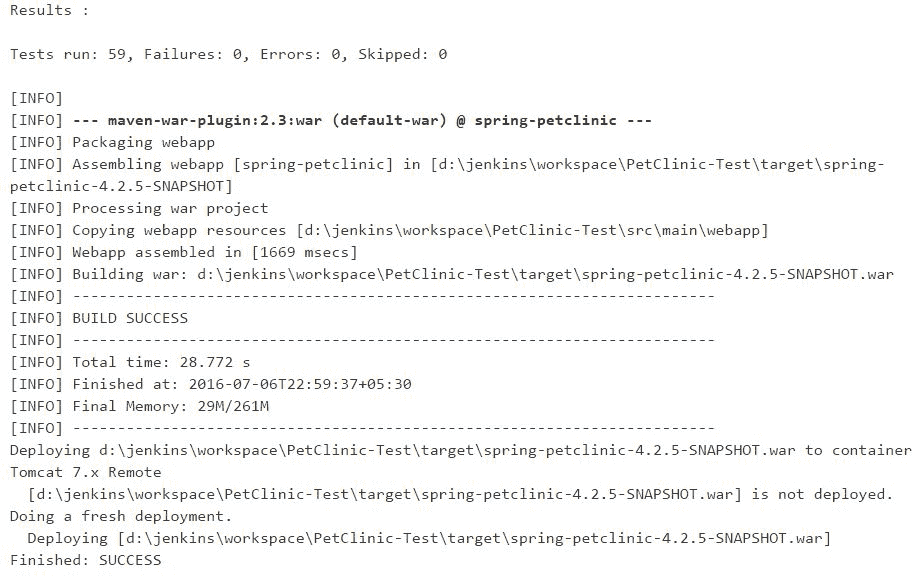 Results :
Tests run: 59, Failures: 0, Errors: 0, Skipped: 0
[INFO]
[INFO] --- maven-war-plugin:2.3:war (default-war) @ spring-petclinic ---
[INFO] Packaging webapp
[INFO] Assembling webapp [spring-petclinic] in [d:\jenkins\workspace\PetClinic-Test\target\spring-
petclinic-4.2.5-SNAPSHOT]
[INFO] Processing war project
[INFO] Copying webapp resources [d:\jenkins\workspace\PetClinic-Test\src\main\webapp]
[INFO] Webapp assembled in [1669 msecs]
[INFO] Building war: d:\jenkins\workspace\PetClinic-Test\target\spring-petclinic-4.2.5-SNAPSHOT.war
[INFO] ------------------------------------------------------------------------
[INFO] BUILD SUCCESS
[INFO] ------------------------------------------------------------------------
[INFO] Total time: 28.772 s
[INFO] Finished at: 2016-07-06T22:59:37+05:30
[INFO] Final Memory: 29M/261M
[INFO] ------------------------------------------------------------------------
Deploying d:\jenkins\workspace\PetClinic-Test\target\spring-petclinic-4.2.5-SNAPSHOT.war to container
Tomcat 7.x Remote
  [d:\jenkins\workspace\PetClinic-Test\target\spring-petclinic-4.2.5-SNAPSHOT.war] is not deployed.
Doing a fresh deployment.
  Deploying [d:\jenkins\workspace\PetClinic-Test\target\spring-petclinic-4.2.5-SNAPSHOT.war]
Finished: SUCCESS